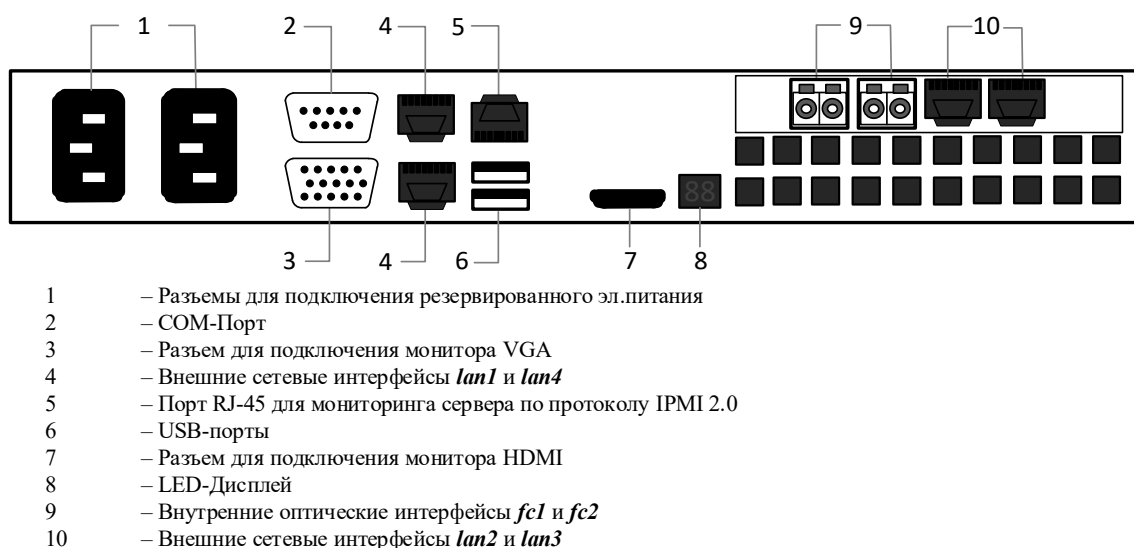 1 2 4 5 9 10
88
3 4 6 7 8
1 – Разъемы для подключения резервированного эл.питания
2 – COM-Порт
3 – Разъем для подключения монитора VGA
4 – Внешние сетевые интерфейсы lan1 и lan4
5 – Порт RJ-45 для мониторинга сервера по протоколу IPMI 2.0
6 – USB-порты
7 – Разъем для подключения монитора HDMI
8 – LED-Дисплей
9 – Внутренние оптические интерфейсы fc1 и fc2
10 – Внешние сетевые интерфейсы lan2 и lan3